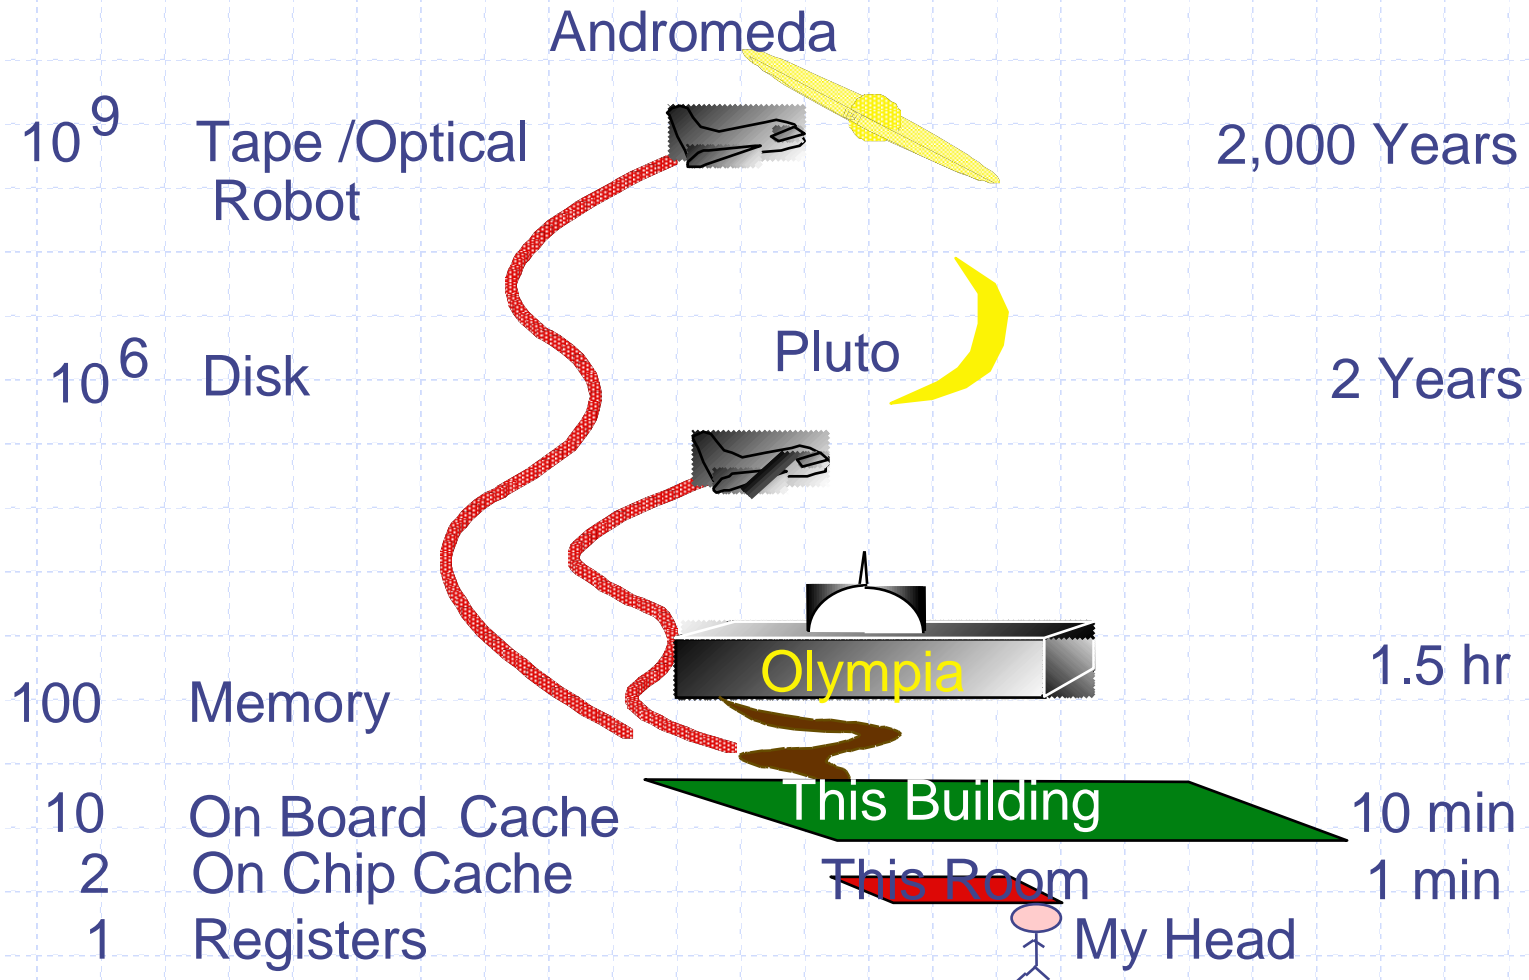 Andromeda
10^9 Tape /Optical Robot 2,000 Years
10^6 Disk Pluto 2 Years
Olympia 1.5 hr
100 Memory
This Building
10 On Board Cache 10 min
2 On Chip Cache This Room 1 min
1 Registers My Head